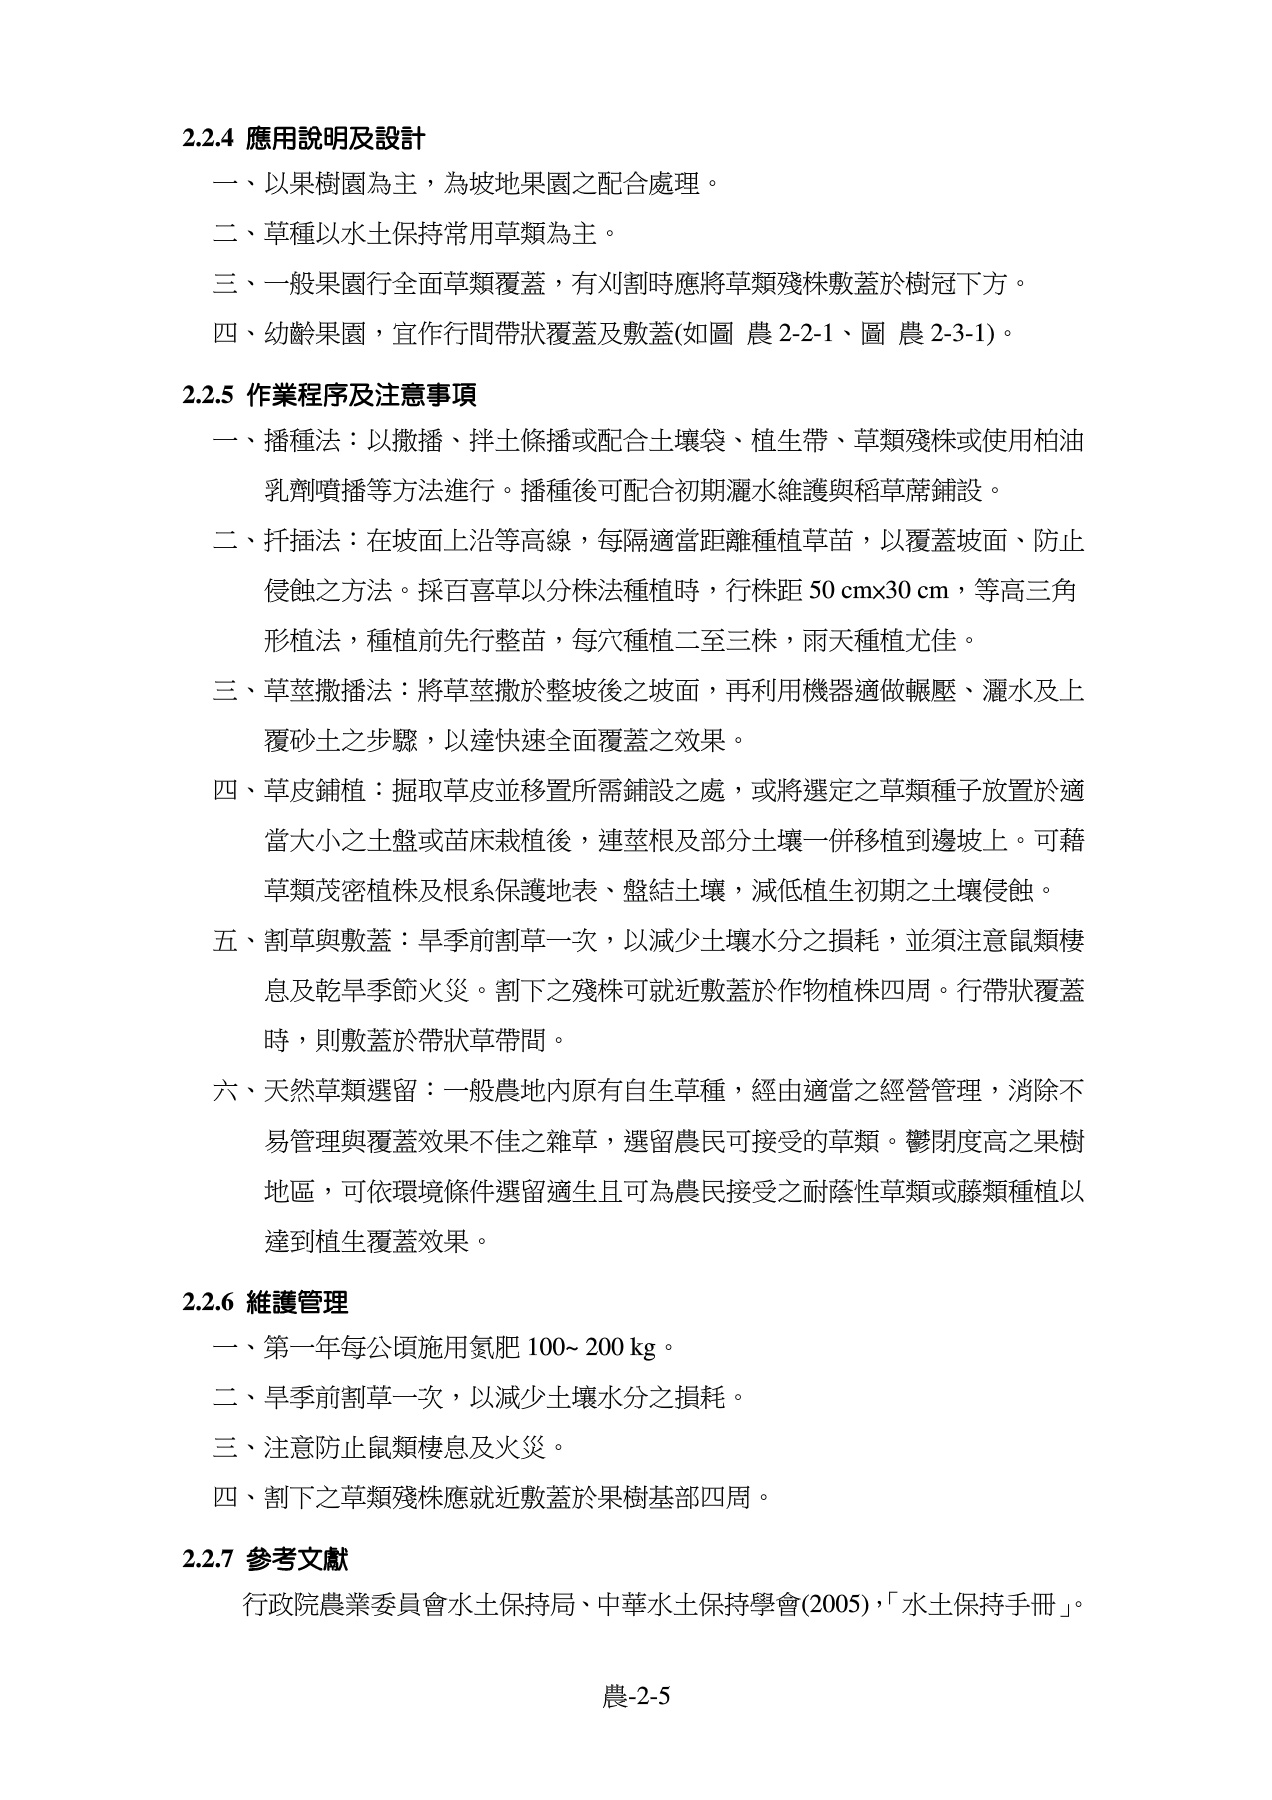 2.2.4 應用說明及設計
一、以果樹園為主，為坡地果園之配合處理。
二、草種以水土保持常用草類為主。
三、一般果園行全面草類覆蓋，有刈割時應將草類殘株敷蓋於樹冠下方。
四、幼齡果園，宜作行間帶狀覆蓋及敷蓋(如圖 農 2-2-1、圖 農 2-3-1)。
2.2.5 作業程序及注意事項
一、播種法：以撒播、拌土條播或配合土壤袋、植生帶、草類殘株或使用柏油
乳劑噴播等方法進行。播種後可配合初期灑水維護與稻草蓆鋪設。
二、扦插法：在坡面上沿等高線，每隔適當距離種植草苗，以覆蓋坡面、防止
侵蝕之方法。採百喜草以分株法種植時，行株距 50 cmx30 cm，等高三角
形植法，種植前先行整苗，每穴種植二至三株，雨天種植尤佳。
三、草莖撒播法：將草莖撒於整坡後之坡面，再利用機器適做輾壓、灑水及上
覆砂土之步驟，以達快速全面覆蓋之效果。
四、草皮鋪植：掘取草皮並移置所需鋪設之處，或將選定之草類種子放置於適
當大小之土盤或苗床栽植後，連莖根及部分土壤一併移植到邊坡上。可藉
草類茂密植株及根系保護地表、盤結土壤，減低植生初期之土壤侵蝕。
五、割草與敷蓋：旱季前割草一次，以減少土壤水分之損耗，並須注意鼠類棲
息及乾旱季節火災。割下之殘株可就近敷蓋於作物植株四周。行帶狀覆蓋
時，則敷蓋於帶狀草帶間。
六、天然草類選留：一般農地內原有自生草種，經由適當之經營管理，消除不
易管理與覆蓋效果不佳之雜草，選留農民可接受的草類。鬱閉度高之果樹
地區，可依環境條件選留適生且可為農民接受之耐蔭性草類或藤類種植以
達到植生覆蓋效果。
2.2.6 維護管理
一、第一年每公頃施用氮肥 100~ 200 kg。
二、旱季前割草一次，以減少土壤水分之損耗。
三、注意防止鼠類棲息及火災。
四、割下之草類殘株應就近敷蓋於果樹基部四周。
2.2.7 參考文獻
行政院農業委員會水土保持局、中華水土保持學會(2005)，「水土保持手冊」。
農-2-5